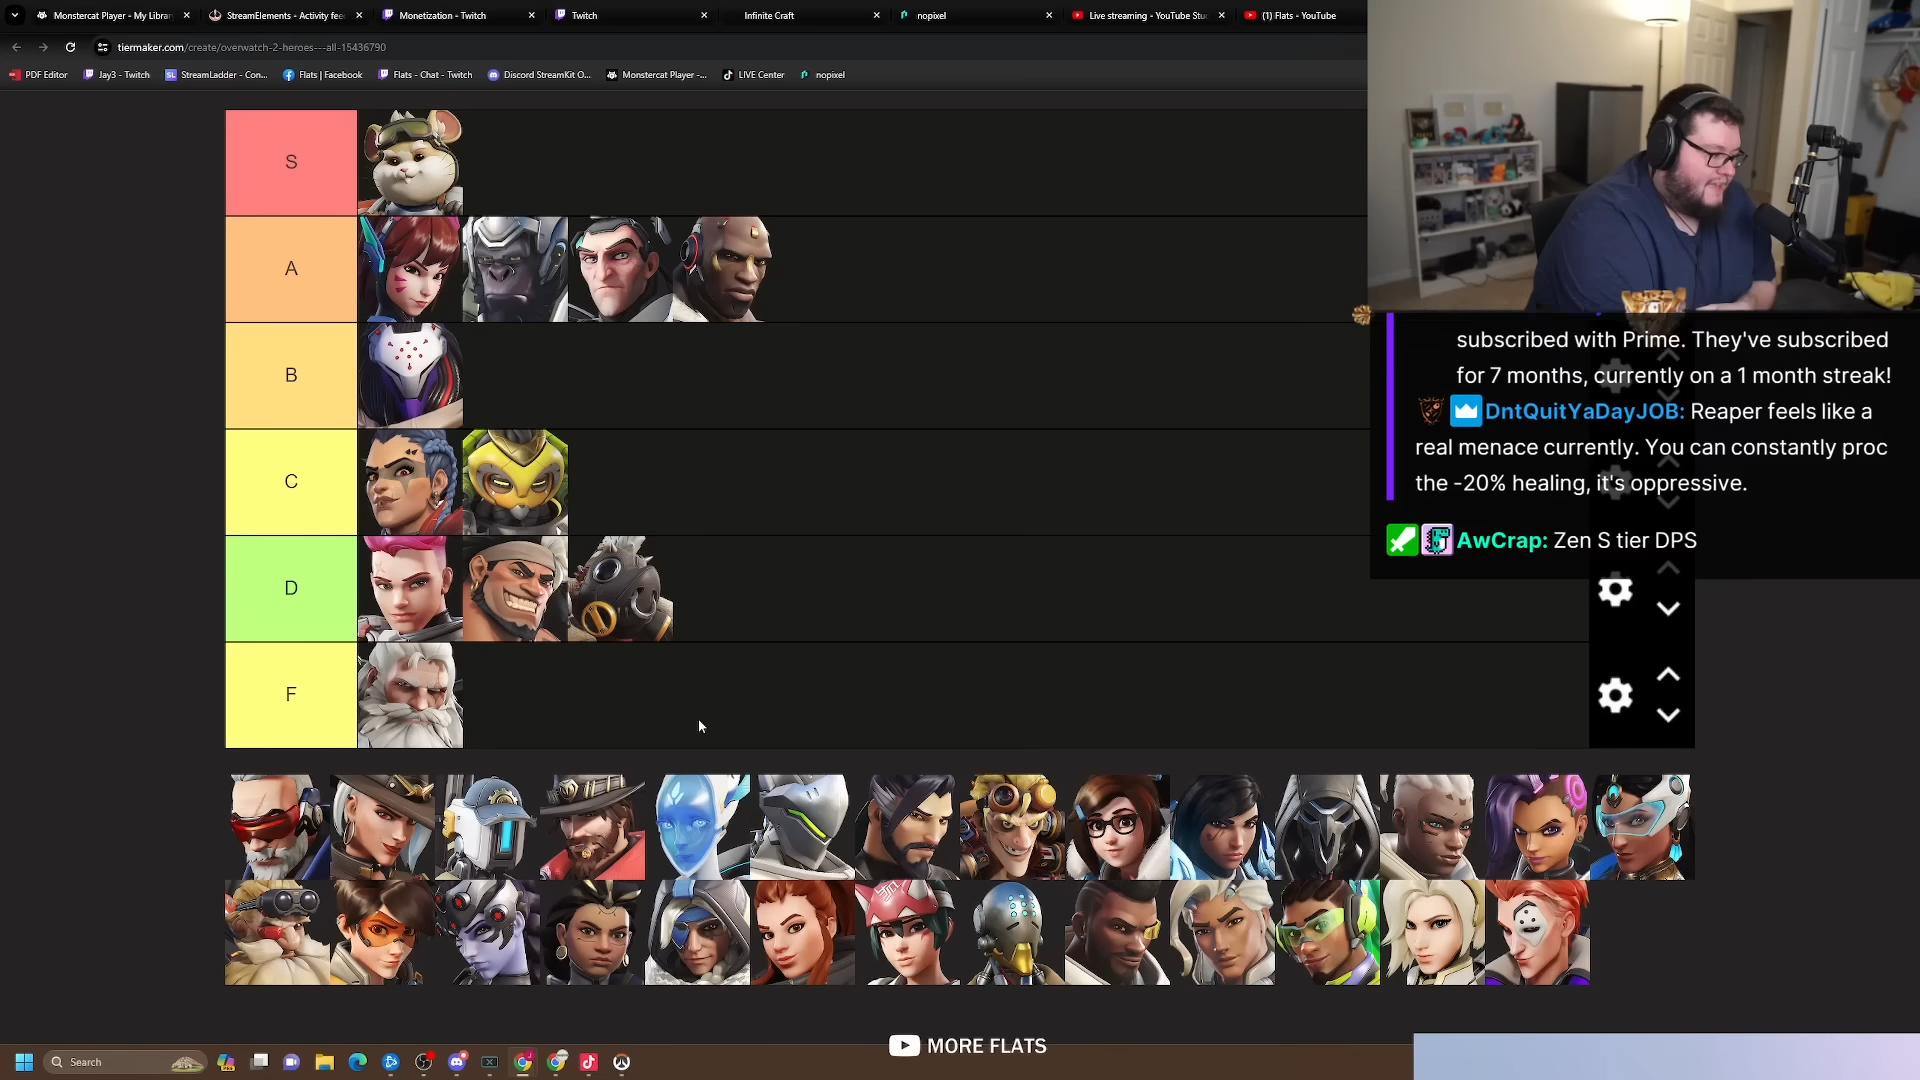 Monstercat Player - My Librar
StreamElements - Activity fee
Monetization - Twitch
Twitch
Infinite Craft
nopixel
Live streaming - YouTube Stu
(1) Flats - YouTube
tiermaker.com/create/overwatch-2-heroes---all-15436790
PDF Editor
Jay3 - Twitch
StreamLadder - Con...
Flats | Facebook
Flats - Chat - Twitch
Discord StreamKit O...
Monstercat Player -...
LIVE Center
nopixel
S
A
B
C
D
F
subscribed with Prime. They've subscribed
for 7 months, currently on a 1 month streak!
DntQuitYaDayJOB: Reaper feels like a
real menace currently. You can constantly proc
the -20% healing, it's oppressive.
AwCrap: Zen S tier DPS
MORE FLATS
Search